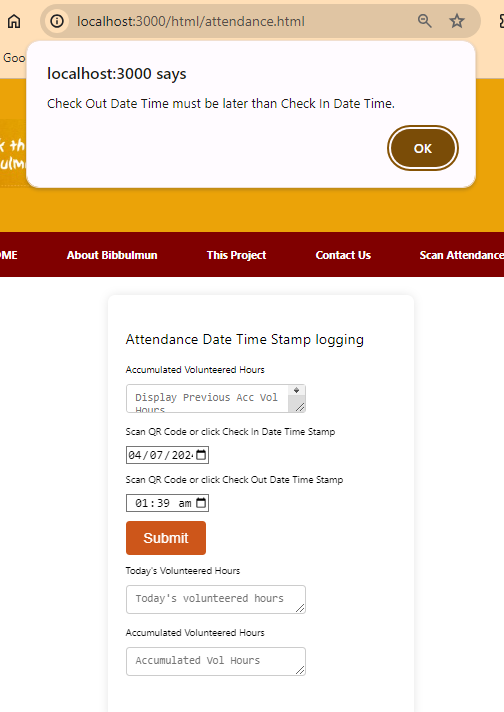 localhost:3000/html/attendance.html
Goo
localhost:3000 says
Check Out Date Time must be later than Check In Date Time.
OK
k th
ulm
OME
About Bibbulmun
This Project
Contact Us
Scan Attendance
Attendance Date Time Stamp logging
Accumulated Volunteered Hours
Display Previous Acc Vol
Hours
Scan QR Code or click Check In Date Time Stamp
04/07/202
Scan QR Code or click Check Out Date Time Stamp
01:39 am
Submit
Today's Volunteered Hours
Today's volunteered hours
Accumulated Volunteered Hours
Accumulated Vol Hours